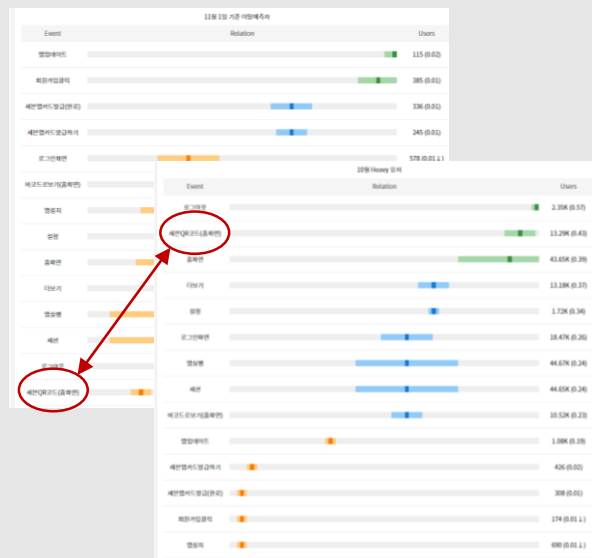 11월 1일 기준 이탈예측자
Event Relation Users
앱업데이트 115 (0.02)
회원가입클릭 385 (0.01)
세븐앱카드발급(완료) 336 (0.01)
세븐앱카드발급하기 245 (0.01)
로그인화면 578 (0.01↓)
바코드로보기(홈화면)
앱설치
설정
홈화면
더보기
앱실행
세션
로그아웃
세븐QR코드(홈화면)
10월 Heavy 유저
Event Relation Users
로그아웃 2.35K (0.57)
세븐QR코드(홈화면) 13.29K (0.43)
홈화면 43.65K (0.39)
더보기 13.18K (0.37)
설정 1.72K (0.34)
로그인화면 18.47K (0.26)
앱실행 44.67K (0.24)
세션 44.65K (0.24)
바코드로보기(홈화면) 10.52K (0.23)
앱업데이트 1.08K (0.19)
세븐앱카드발급하기 426 (0.02)
세븐앱카드발급(완료) 308 (0.01)
회원가입클릭 174 (0.01↓)
앱설치 690 (0.01↓)